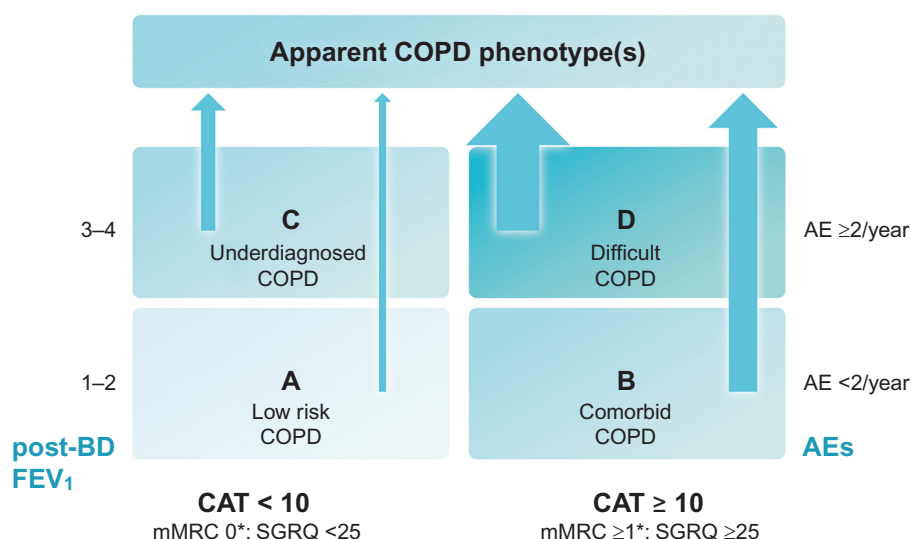 Apparent COPD phenotype(s)
3–4
C
Underdiagnosed
COPD
D
Difficult
COPD
AE ≥2/year
1–2
A
Low risk
COPD
B
Comorbid
COPD
AE <2/year
post-BD
FEV₁
AEs
CAT < 10
mMRC 0*; SGRQ <25
CAT ≥ 10
mMRC ≥1*; SGRQ ≥25